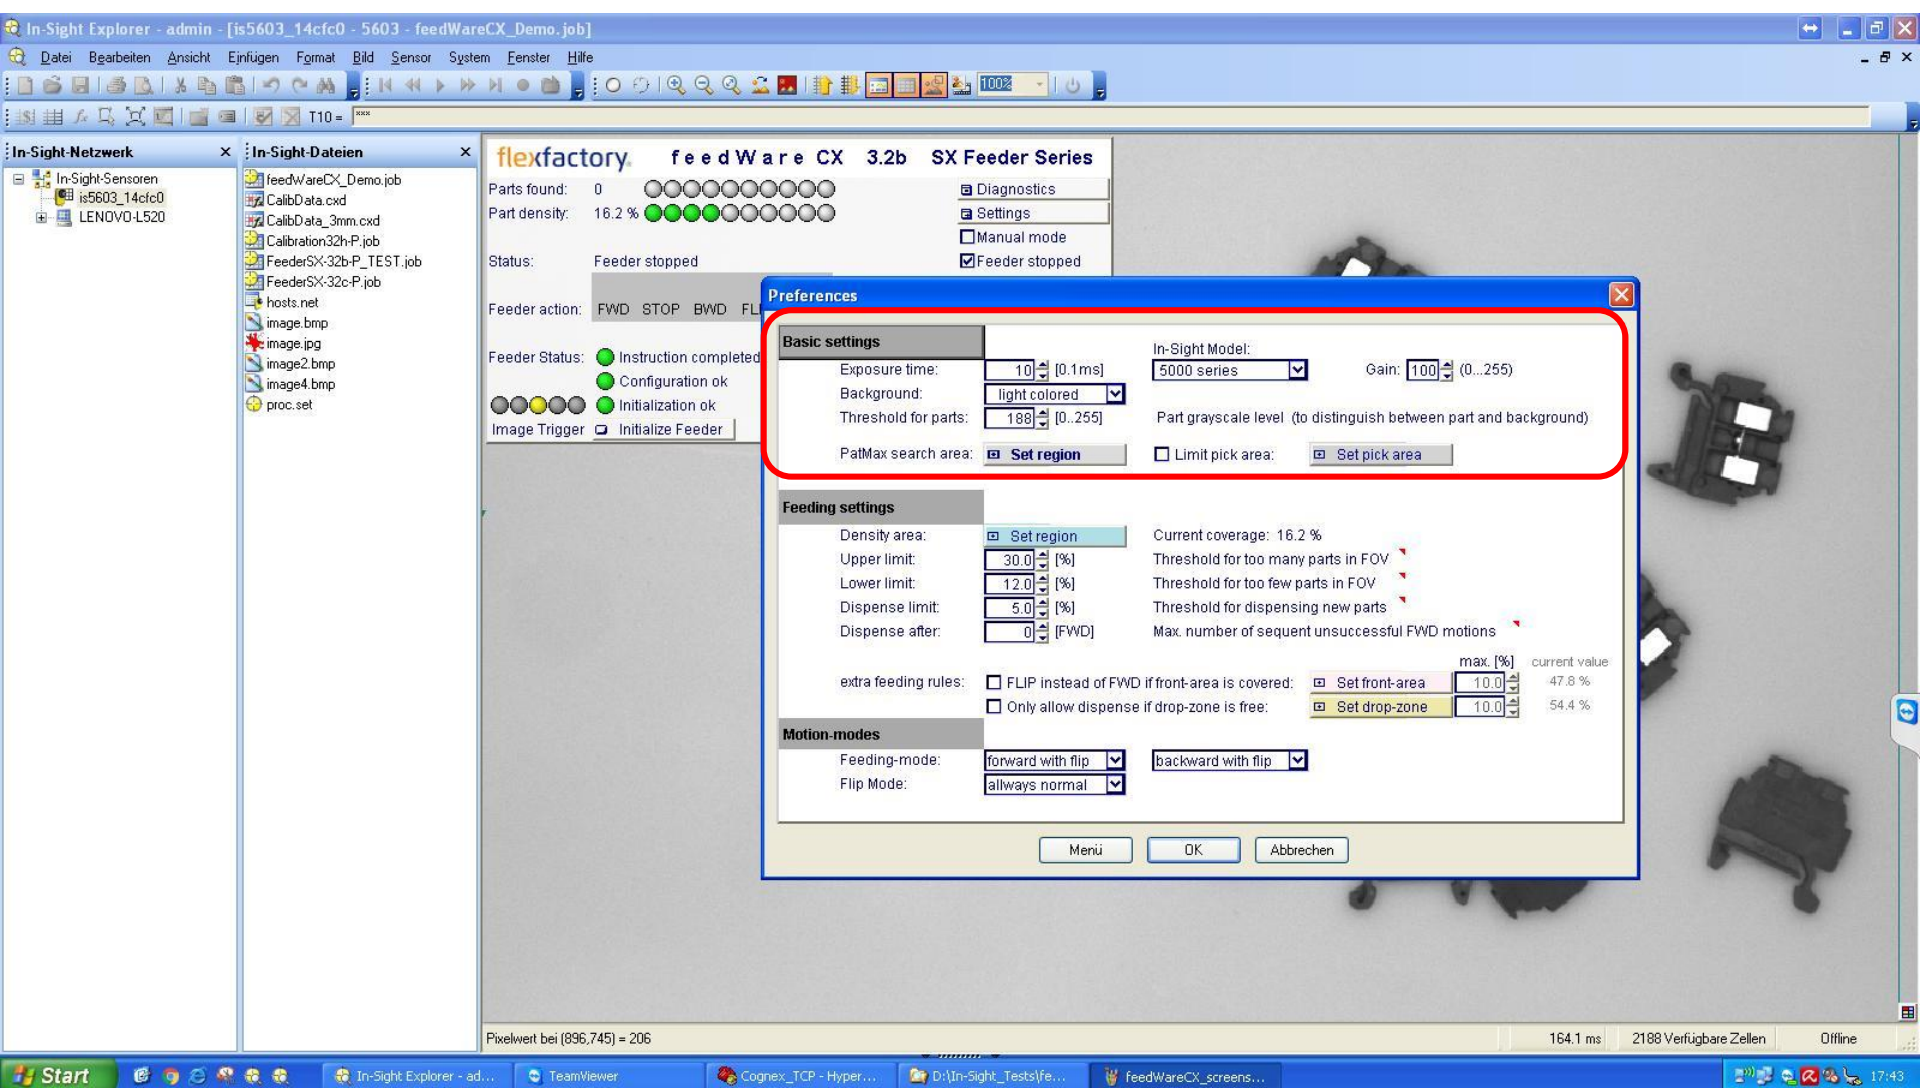 In-Sight Explorer - admin - [is5603_14cfc0 - 5603 - feedWareCX_Demo.job]
Datei Bearbeiten Ansicht Einfügen Format Bild Sensor System Fenster Hilfe
100%
T10 = ***
In-Sight-Netzwerk
In-Sight-Sensoren
is5603_14cfc0
LENOVO-L520
In-Sight-Dateien
feedWareCX_Demo.job
CalibData.cxd
CalibData_3mm.cxd
Calibration32h-P.job
FeederSX-32b-P_TEST.job
FeederSX-32c-P.job
hosts.net
image.bmp
image.jpg
image2.bmp
image4.bmp
proc.set
flexfactory. feedWare CX 3.2b SX Feeder Series
Parts found: 0 Diagnostics
Part density: 16.2 % Settings
Manual mode
Status: Feeder stopped Feeder stopped
Feeder action: FWD STOP BWD
Feeder Status: Instruction completed
Configuration ok
Initialization ok
Image Trigger Initialize Feeder
Preferences
Basic settings
In-Sight Model:
Exposure time: 10 [0.1ms] 5000 series Gain: 100 (0...255)
Background: light colored
Threshold for parts: 188 [0..255] Part grayscale level (to distinguish between part and background)
PatMax search area: Set region Limit pick area: Set pick area
Feeding settings
Density area: Set region Current coverage: 16.2 %
Upper limit: 30.0 [%] Threshold for too many parts in FOV
Lower limit: 12.0 [%] Threshold for too few parts in FOV
Dispense limit: 5.0 [%] Threshold for dispensing new parts
Dispense after: 0 [FWD] Max. number of sequent unsuccessful FWD motions
max. [%] current value
extra feeding rules: FLIP instead of FWD if front-area is covered: Set front-area 10.0 47.8 %
Only allow dispense if drop-zone is free: Set drop-zone 10.0 54.4 %
Motion-modes
Feeding-mode: forward with flip backward with flip
Flip Mode: allways normal
Menü OK Abbrechen
Pixelwert bei (896,745) = 206 164.1 ms 2188 Verfügbare Zellen Offline
Start In-Sight Explorer - ad... TeamViewer Cognex_TCP - Hyper... D:\In-Sight_Tests\fe... feedWareCX_screens... 17:43